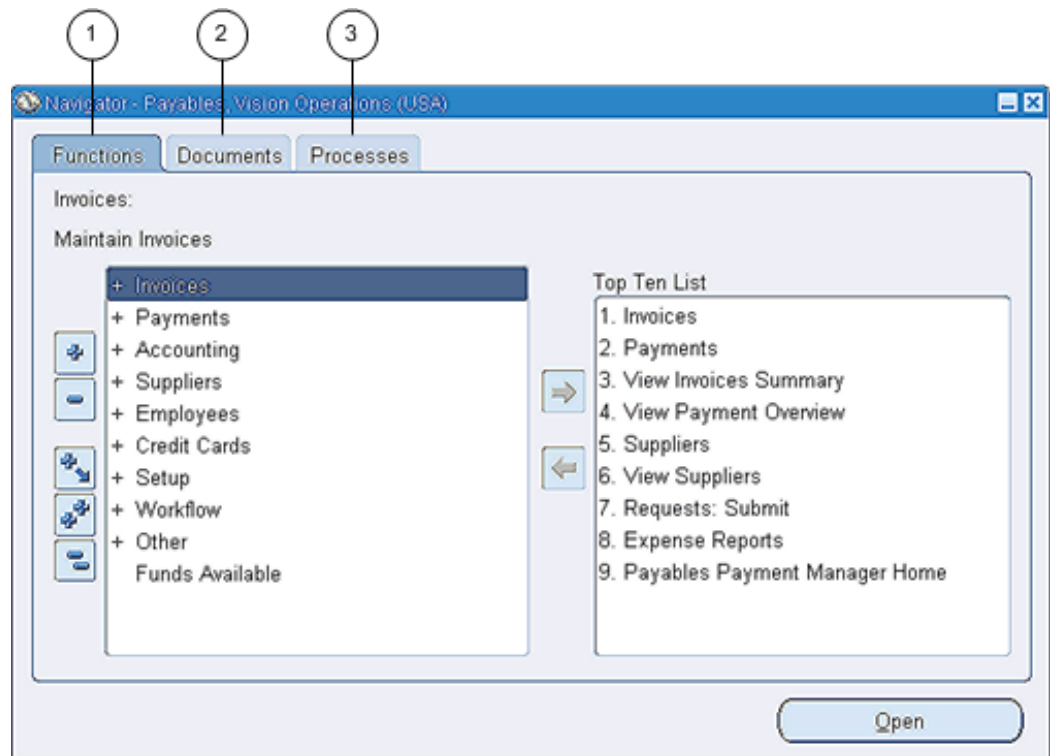 1 2 3
Navigator - Payables, Vision Operations (USA)
Functions Documents Processes
Invoices:
Maintain Invoices
+ Invoices
+ Payments
+ Accounting
+ Suppliers
+ Employees
+ Credit Cards
+ Setup
+ Workflow
+ Other
Funds Available
Top Ten List
1. Invoices
2. Payments
3. View Invoices Summary
4. View Payment Overview
5. Suppliers
6. View Suppliers
7. Requests: Submit
8. Expense Reports
9. Payables Payment Manager Home
Open